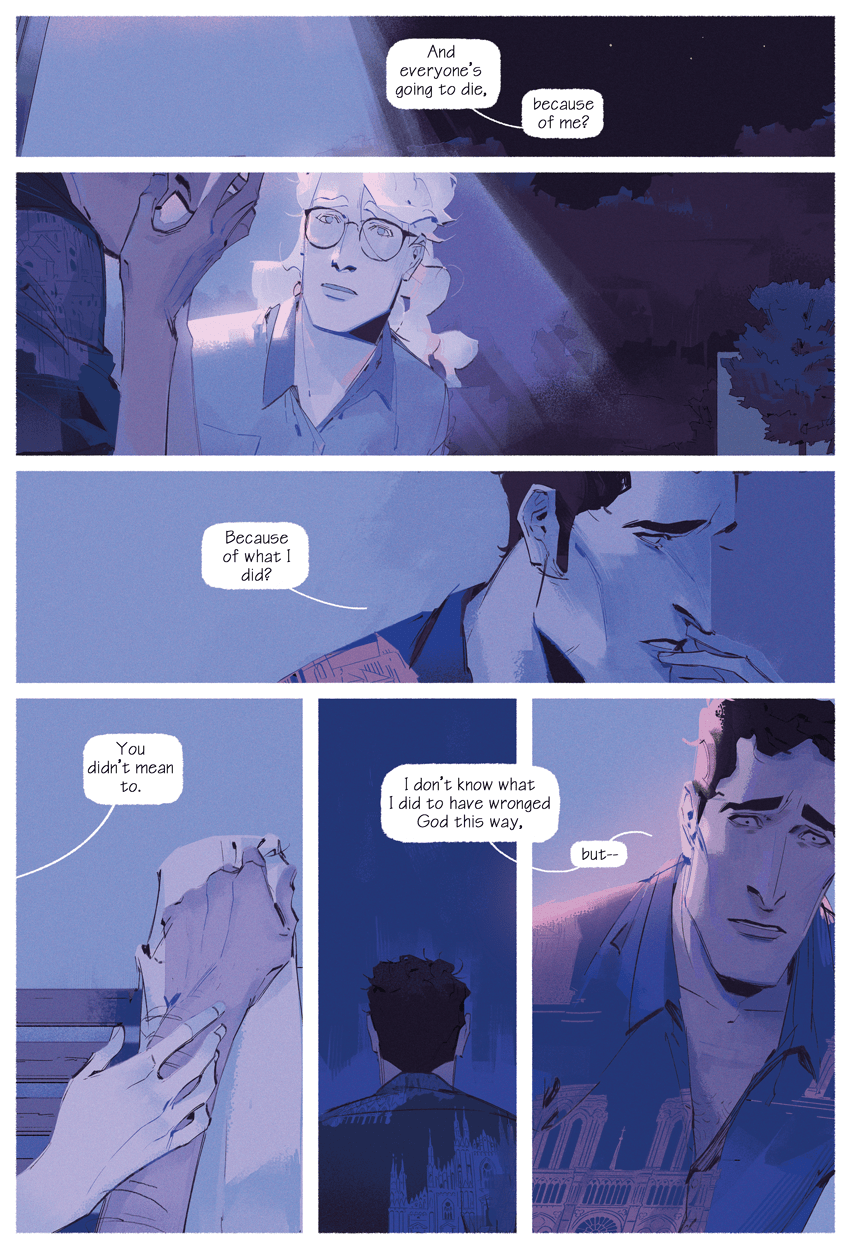 And
everyone's
going to die,
because
of me?
Because
of what I
did?
You
didn't mean
to.
I don't know what
I did to have wronged
God this way,
but--